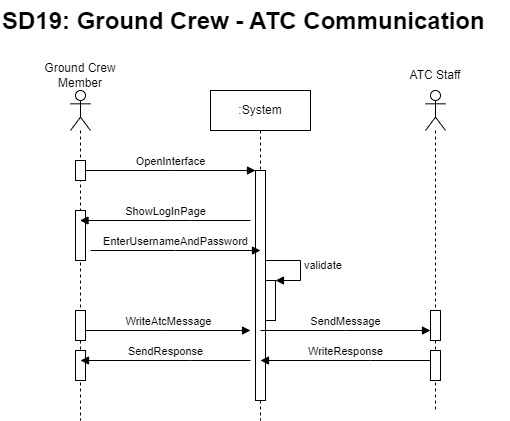 SD19: Ground Crew - ATC Communication
Ground Crew
Member
ATC Staff
:System
OpenInterface
ShowLogInPage
EnterUsernameAndPassword
validate
WriteAtcMessage
SendMessage
SendResponse
WriteResponse